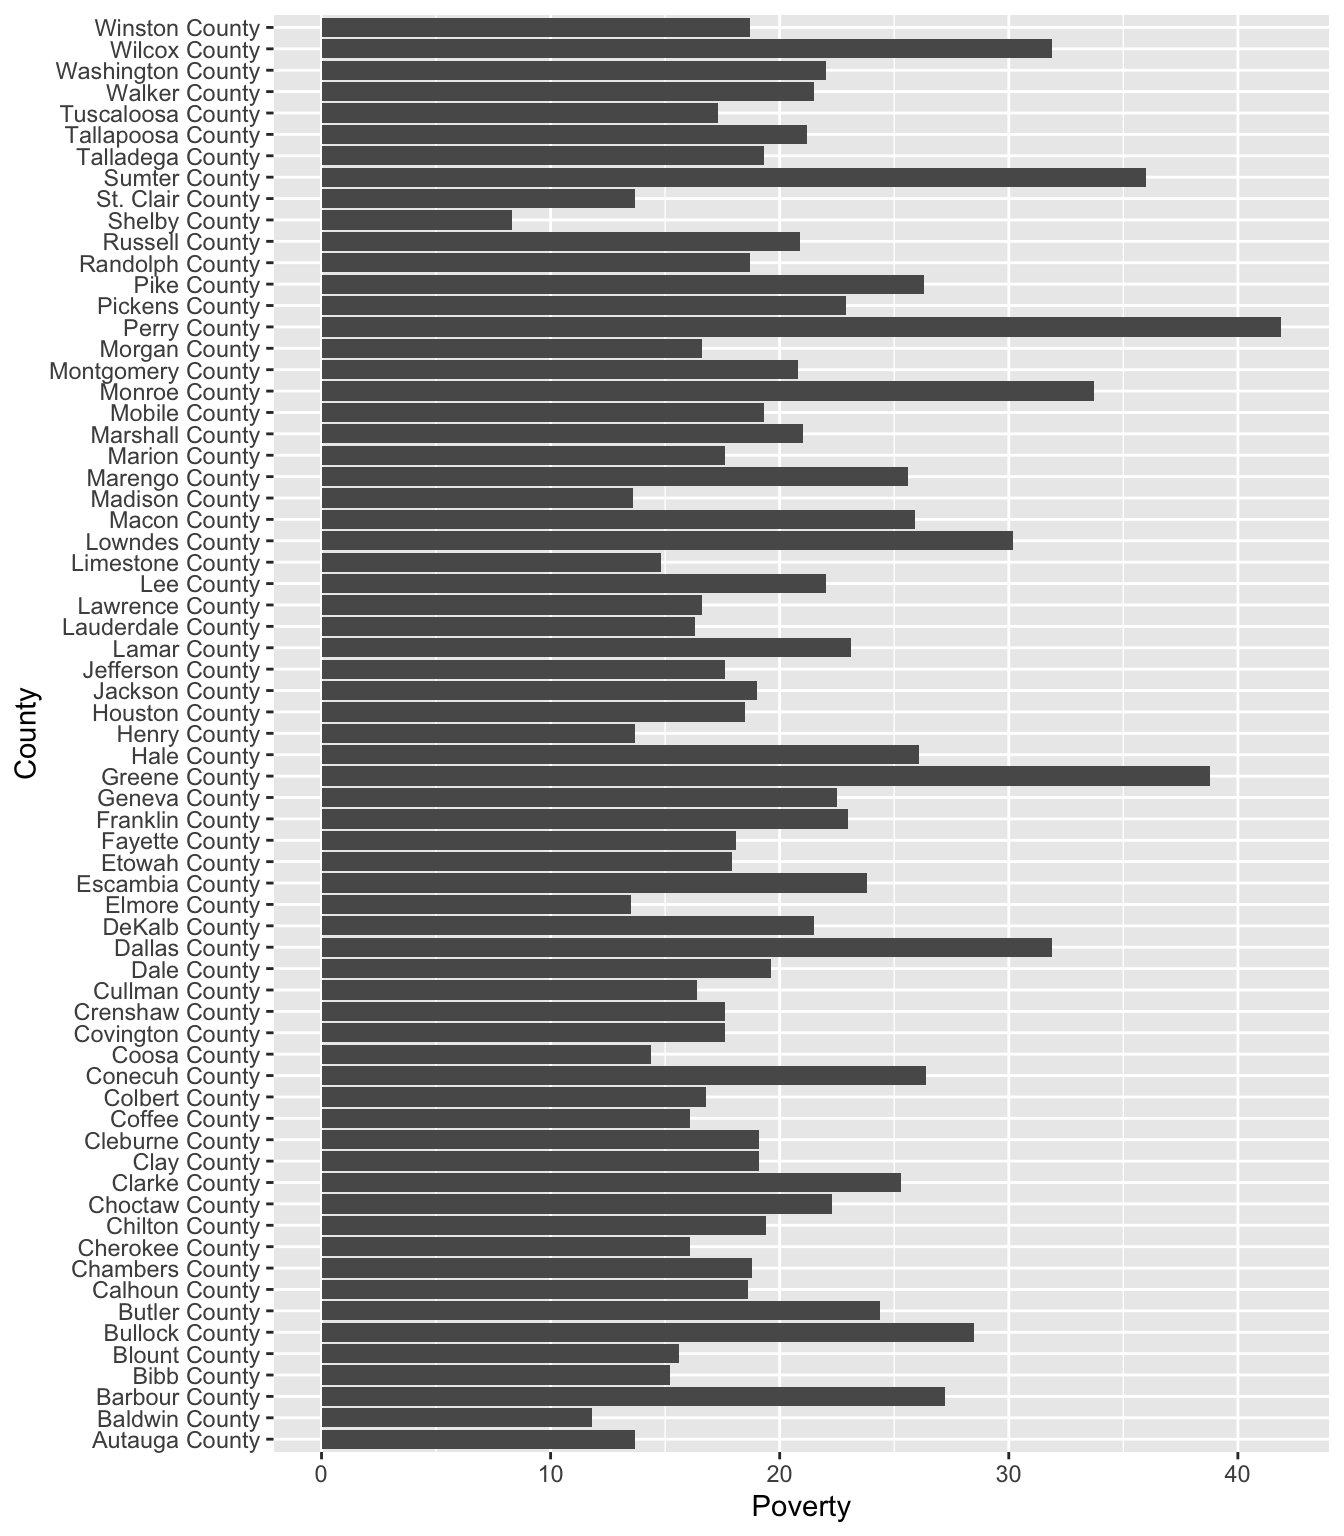 Winston County
Wilcox County
Washington County
Walker County
Tuscaloosa County
Tallapoosa County
Talladega County
Sumter County
St. Clair County
Shelby County
Russell County
Randolph County
Pike County
Pickens County
Perry County
Morgan County
Montgomery County
Monroe County
Mobile County
Marshall County
Marion County
Marengo County
Madison County
Macon County
Lowndes County
Limestone County
Lee County
Lawrence County
Lauderdale County
Lamar County
Jefferson County
Jackson County
Houston County
Henry County
Hale County
Greene County
Geneva County
Franklin County
Fayette County
Etowah County
Escambia County
Elmore County
DeKalb County
Dallas County
Dale County
Cullman County
Crenshaw County
Covington County
Coosa County
Conecuh County
Colbert County
Coffee County
Cleburne County
Clay County
Clarke County
Choctaw County
Chilton County
Cherokee County
Chambers County
Calhoun County
Butler County
Bullock County
Blount County
Bibb County
Barbour County
Baldwin County
Autauga County
County
0 10 20 30 40
Poverty